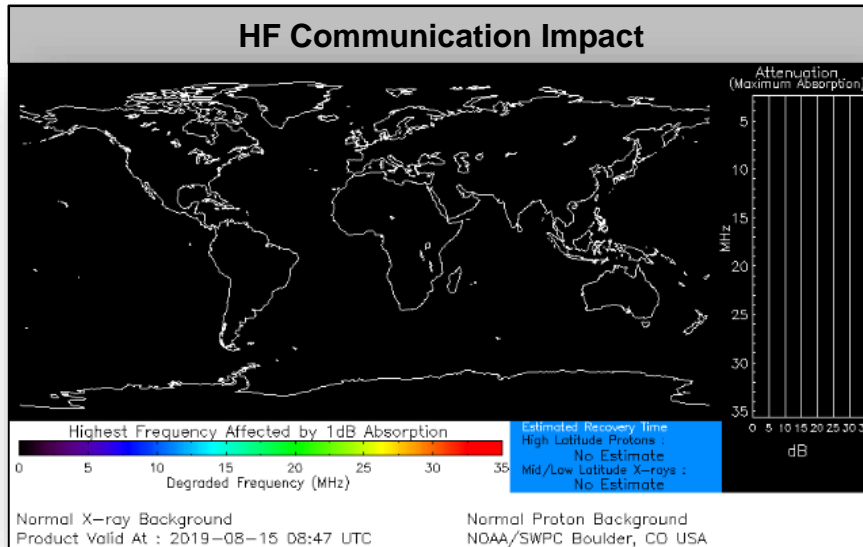 HF Communication Impact
Attenuation
(Maximum Absorption)
5
10
15
20
25
30
35
MHz
0 5 10 15 20 25 30 3
dB
Highest Frequency Affected by 1dB Absorption
0 5 10 15 20 25 30 35
Degraded Frequency (MHz)
Estimated Recovery Time
High Latitude Protons :
No Estimate
Mid/Low Latitude X-rays :
No Estimate
Normal X-ray Background
Product Valid At : 2019-08-15 08:47 UTC
Normal Proton Background
NOAA/SWPC Boulder, CO USA